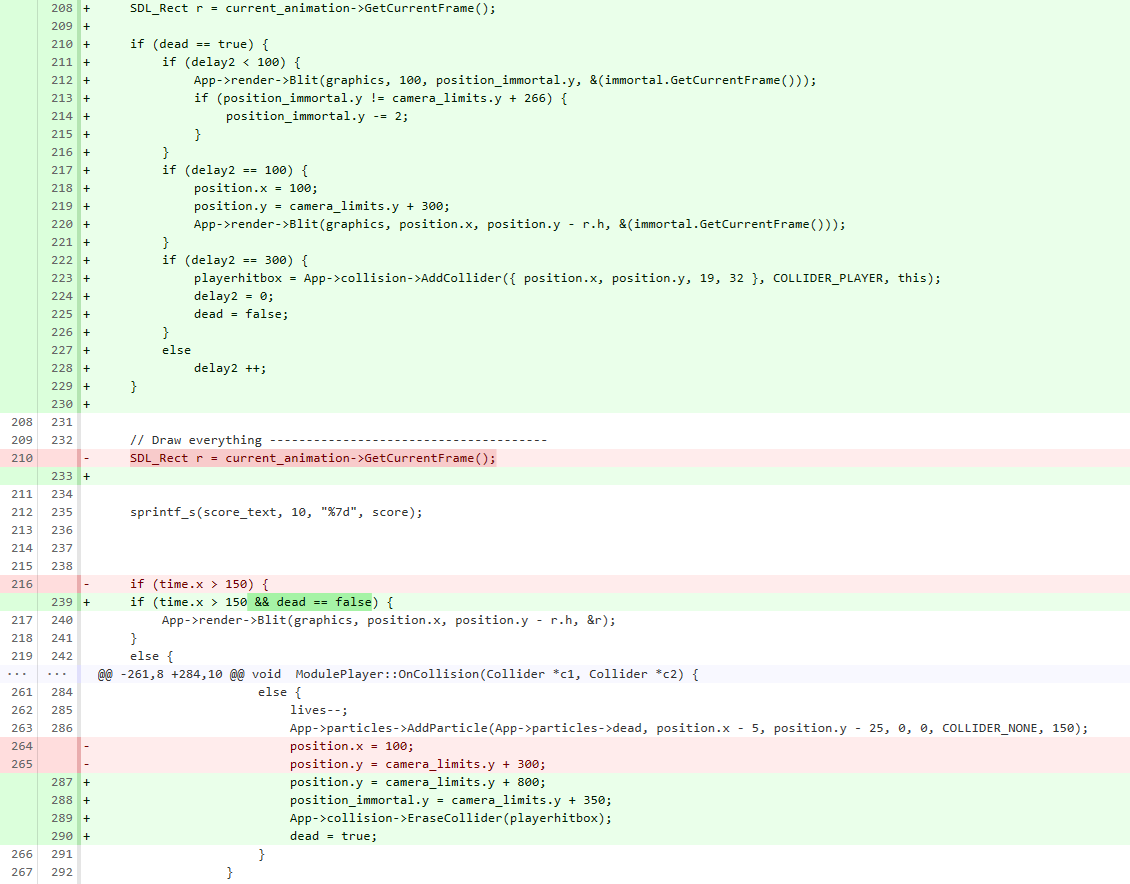 208 +     SDL_Rect r = current_animation->GetCurrentFrame();
209 +
210 +     if (dead == true) {
211 +         if (delay2 < 100) {
212 +             App->render->Blit(graphics, 100, position_immortal.y, &(immortal.GetCurrentFrame()));
213 +             if (position_immortal.y != camera_limits.y + 266) {
214 +                 position_immortal.y -= 2;
215 +             }
216 +         }
217 +         if (delay2 == 100) {
218 +             position.x = 100;
219 +             position.y = camera_limits.y + 300;
220 +             App->render->Blit(graphics, position.x, position.y - r.h, &(immortal.GetCurrentFrame()));
221 +         }
222 +         if (delay2 == 300) {
223 +             playerhitbox = App->collision->AddCollider({ position.x, position.y, 19, 32 }, COLLIDER_PLAYER, this);
224 +             delay2 = 0;
225 +             dead = false;
226 +         }
227 +         else
228 +             delay2 ++;
229 +     }
230 +
208 231
209 232     // Draw everything --------------------------------------
210 -     SDL_Rect r = current_animation->GetCurrentFrame();
233 +
211 234
212 235     sprintf_s(score_text, 10, "%7d", score);
213 236
214 237
215 238
216 -     if (time.x > 150) {
239 +     if (time.x > 150 && dead == false) {
217 240         App->render->Blit(graphics, position.x, position.y - r.h, &r);
218 241     }
219 242     else {
... ... @@ -261,8 +284,10 @@ void  ModulePlayer::OnCollision(Collider *c1, Collider *c2) {
261 284                     else {
262 285                         lives--;
263 286                         App->particles->AddParticle(App->particles->dead, position.x - 5, position.y - 25, 0, 0, COLLIDER_NONE, 150);
264 -                         position.x = 100;
265 -                         position.y = camera_limits.y + 300;
287 +                         position.y = camera_limits.y + 800;
288 +                         position_immortal.y = camera_limits.y + 350;
289 +                         App->collision->EraseCollider(playerhitbox);
290 +                         dead = true;
266 291                     }
267 292                 }